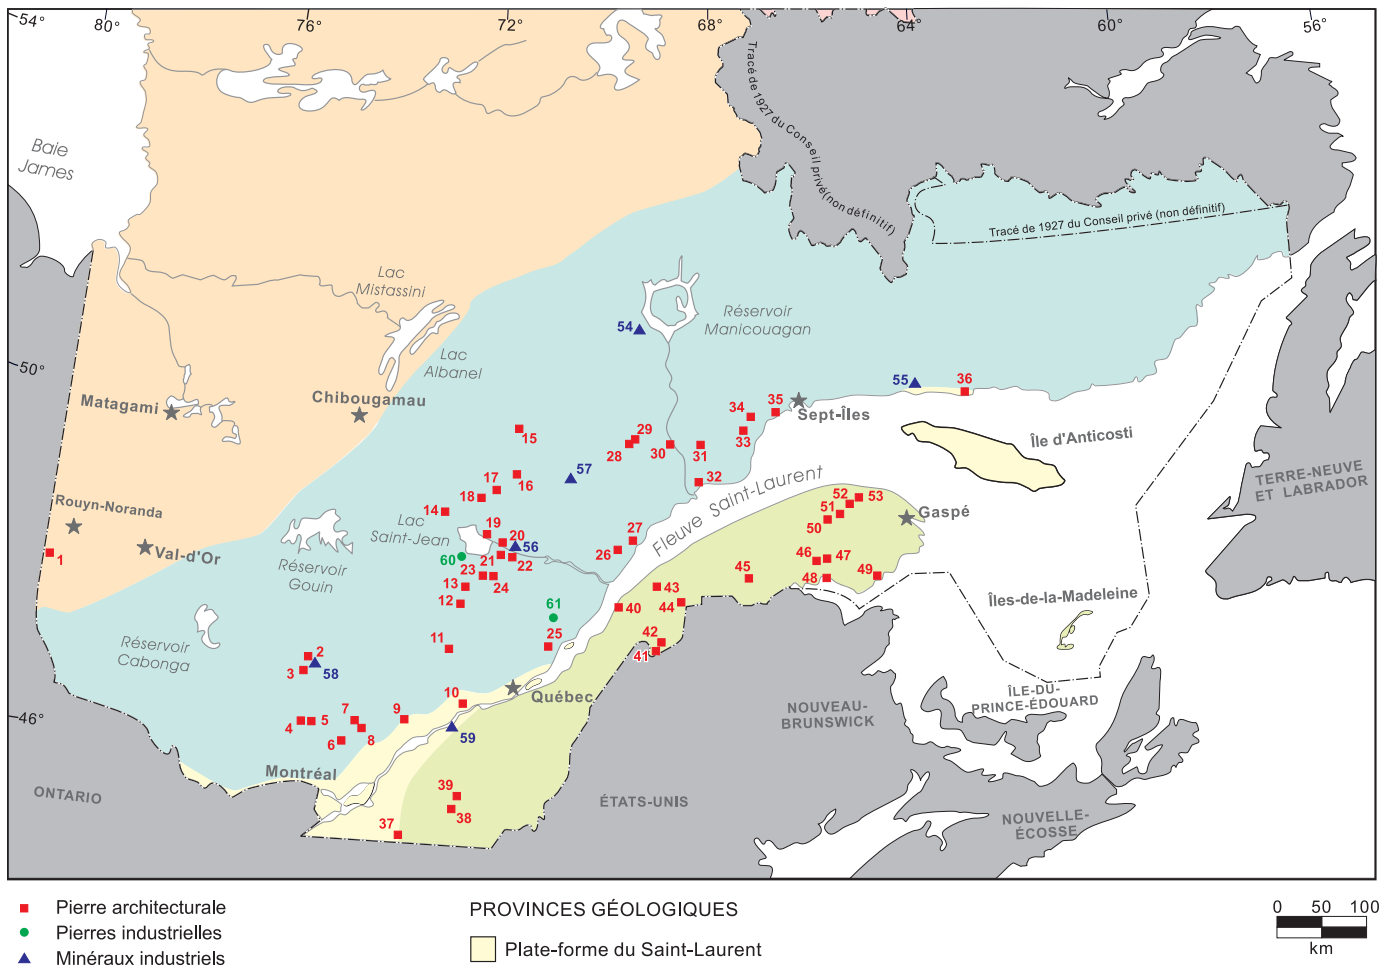 54°
80°
76°
72°
68°
64°
60°
56°
50°
46°
Baie
James
Tracé de 1927 du Conseil privé (non définitif)
Tracé de 1927 du Conseil privé (non définitif)
Lac
Mistassini
Lac
Albanel
Réservoir
Manicouagan
54
55
36
Matagami
Chibougamau
Sept-Îles
34
35
33
15
29
28
30
31
32
Île d'Anticosti
TERRE-NEUVE
ET LABRADOR
57
17
16
18
14
Rouyn-Noranda
Val-d'Or
1
Lac
Saint-Jean
19
20
56
60
21
22
23
24
13
12
Réservoir
Gouin
27
26
Fleuve Saint-Laurent
52
53
51
50
Gaspé
46
47
48
49
45
43
44
40
42
41
61
25
11
Îles-de-la-Madeleine
Réservoir
Cabonga
2
3
58
Québec
10
9
7
4
5
6
8
59
ÎLE-DU-
PRINCE-ÉDOUARD
NOUVEAU-
BRUNSWICK
Montréal
ONTARIO
39
38
37
ÉTATS-UNIS
NOUVELLE-
ÉCOSSE
Pierre architecturale
Pierres industrielles
Minéraux industriels
PROVINCES GÉOLOGIQUES
Plate-forme du Saint-Laurent
0 50 100
km